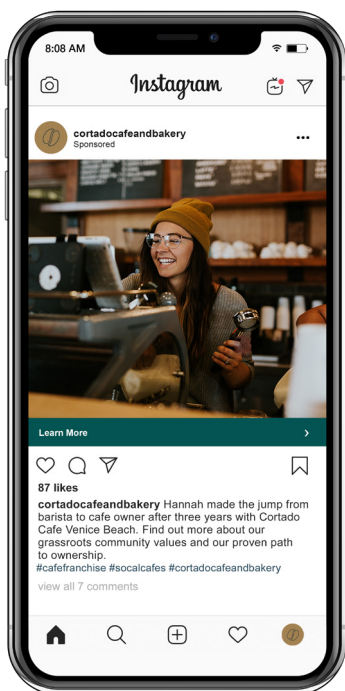 8:08 AM
Instagram
cortadocafeandbakery
Sponsored
Learn More
87 likes
cortadocafeandbakery Hannah made the jump from
barista to cafe owner after three years with Cortado
Cafe Venice Beach. Find out more about our
grassroots community values and our proven path
to ownership.
#cafefranchise #socalcafes #cortadocafeandbakery
view all 7 comments